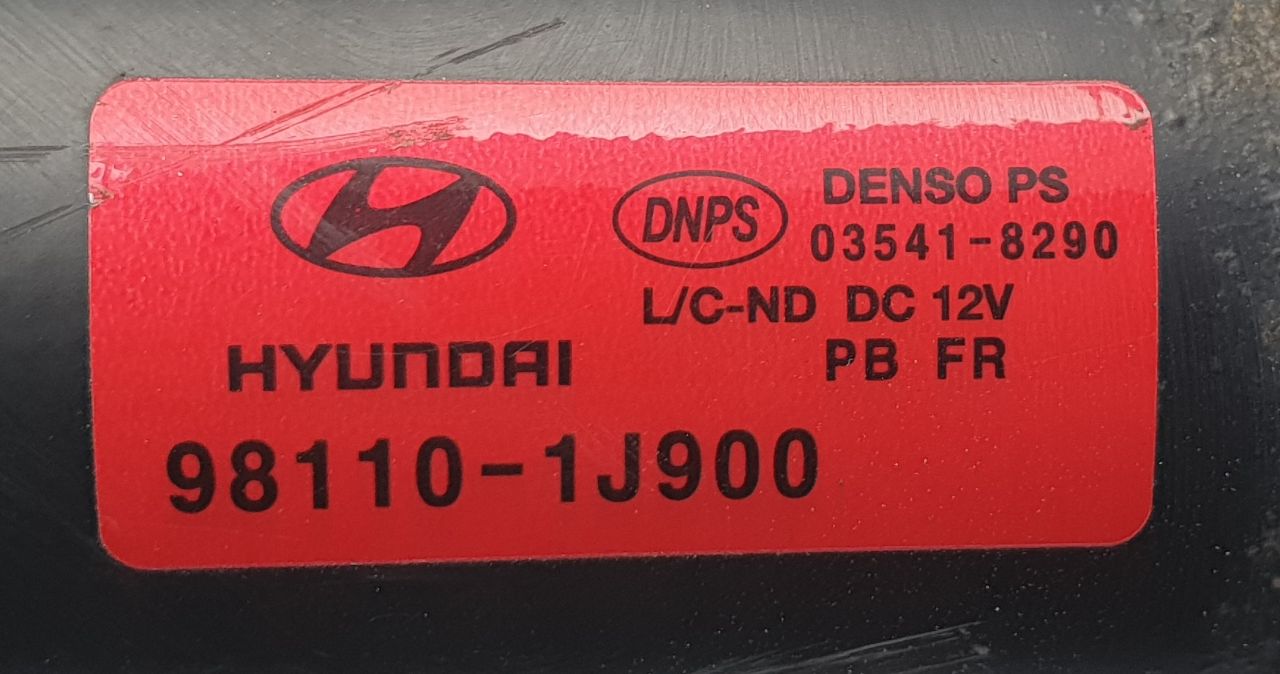 DNPS
DENSO PS
03541-8290
L/C-ND DC 12V
HYUNDAI
PB FR
98110-1J900